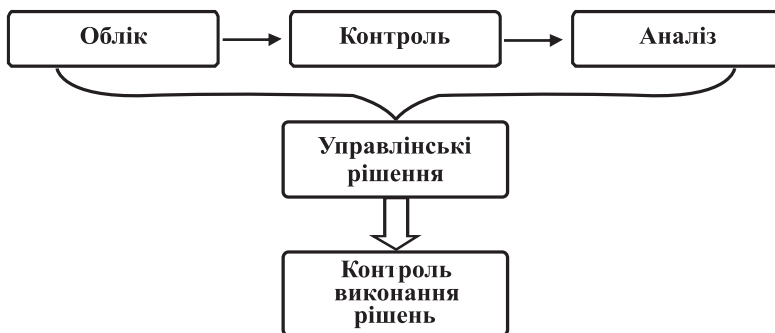 Облік
Контроль
Аналіз
Управлінські
рішення
Контроль
виконання
рішень